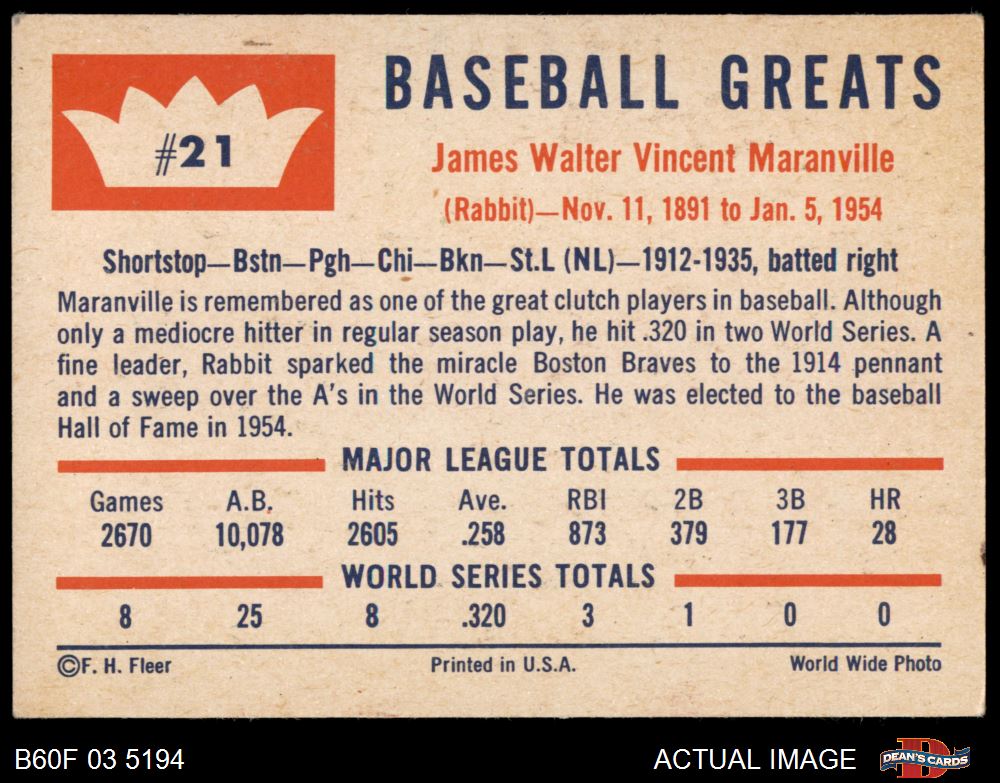 #21
BASEBALL GREATS
James Walter Vincent Maranville
(Rabbit)—Nov. 11, 1891 to Jan. 5, 1954
Shortstop—Bstn—Pgh—Chi—Bkn—St.L (NL)—1912-1935, batted right
Maranville is remembered as one of the great clutch players in baseball. Although
only a mediocre hitter in regular season play, he hit .320 in two World Series. A
fine leader, Rabbit sparked the miracle Boston Braves to the 1914 pennant
and a sweep over the A's in the World Series. He was elected to the baseball
Hall of Fame in 1954.
MAJOR LEAGUE TOTALS
Games A.B. Hits Ave. RBI 2B 3B HR
2670 10,078 2605 .258 873 379 177 28
WORLD SERIES TOTALS
8 25 8 .320 3 1 0 0
©F. H. Fleer Printed in U.S.A. World Wide Photo
B60F 03 5194 ACTUAL IMAGE D DEAN'S CARDS